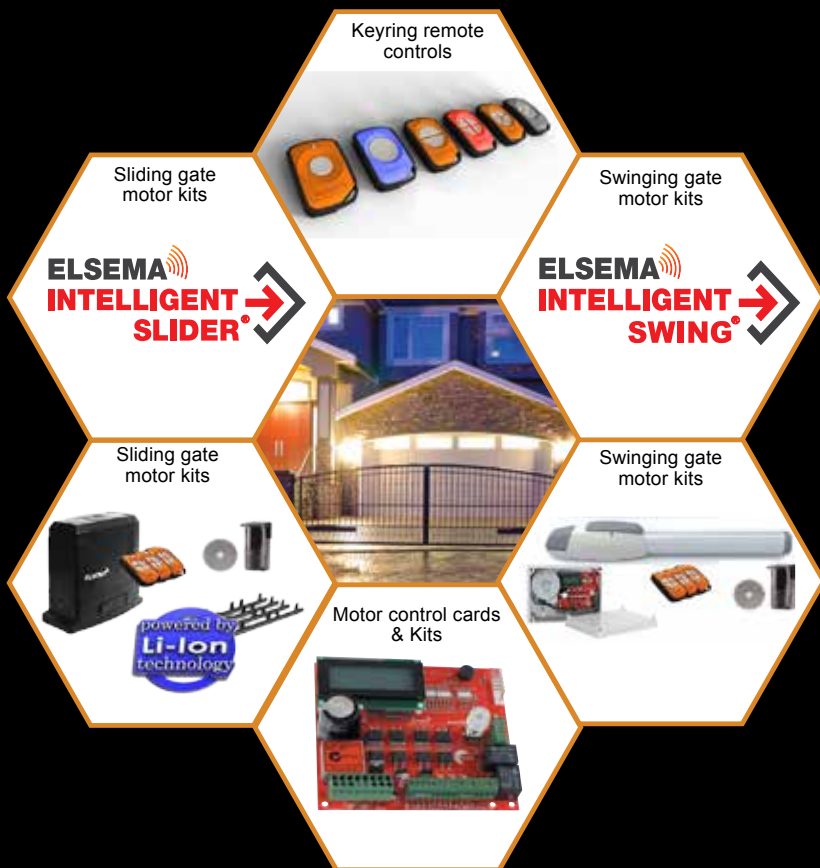 Keyring remote
controls
Sliding gate
motor kits
ELSEMA
INTELLIGENT
SLIDER®
Swinging gate
motor kits
ELSEMA
INTELLIGENT
SWING®
Sliding gate
motor kits
powered by
Li-Ion
technology
Swinging gate
motor kits
Motor control cards
& Kits